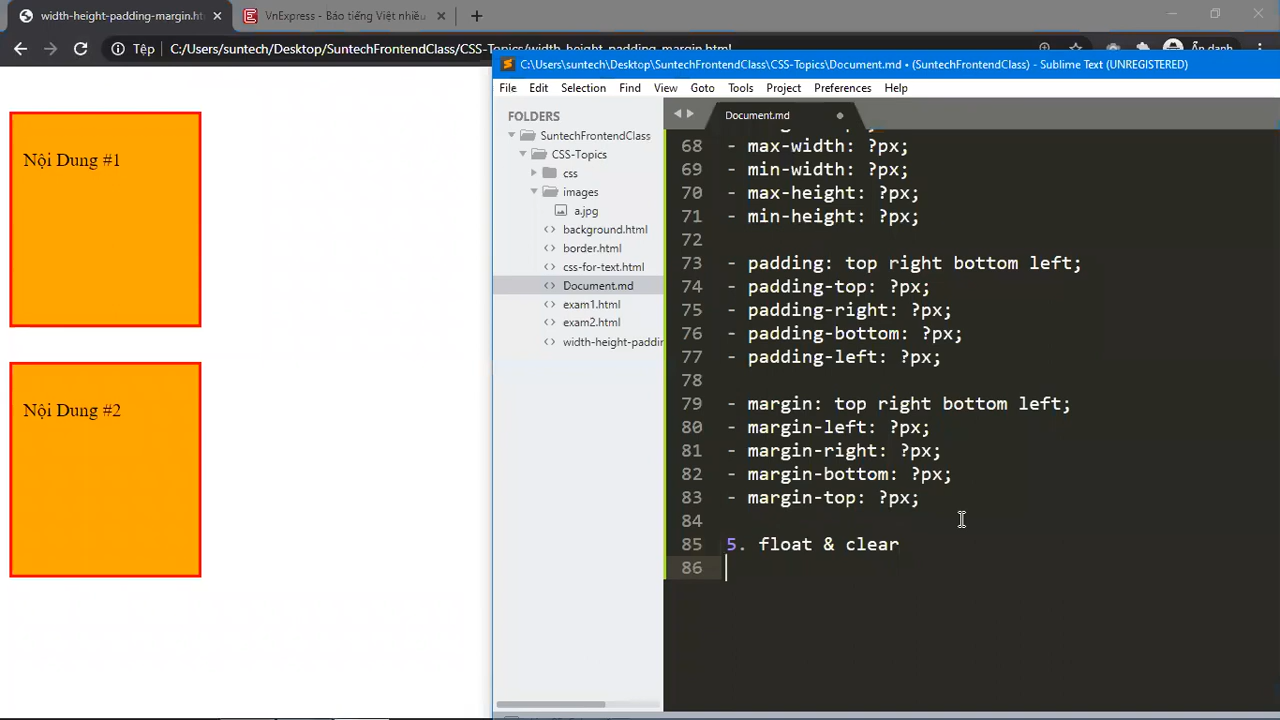 width-height-padding-margin.ht
VnExpress - Báo tiếng Việt nhiều
Tệp
C:/Users/suntech/Desktop/SuntechFrontendClass/CSS-Topics/width_height_padding_margin.html
Ẩn danh
C:\Users\suntech\Desktop\SuntechFrontendClass\CSS-Topics\Document.md • (SuntechFrontendClass) - Sublime Text (UNREGISTERED)
File Edit Selection Find View Goto Tools Project Preferences Help
FOLDERS
SuntechFrontendClass
CSS-Topics
css
images
a.jpg
background.html
border.html
css-for-text.html
Document.md
exam1.html
exam2.html
width-height-paddin
Document.md
68 - max-width: ?px;
69 - min-width: ?px;
70 - max-height: ?px;
71 - min-height: ?px;
72
73 - padding: top right bottom left;
74 - padding-top: ?px;
75 - padding-right: ?px;
76 - padding-bottom: ?px;
77 - padding-left: ?px;
78
79 - margin: top right bottom left;
80 - margin-left: ?px;
81 - margin-right: ?px;
82 - margin-bottom: ?px;
83 - margin-top: ?px;
84
85 5. float & clear
86
Nội Dung #1
Nội Dung #2